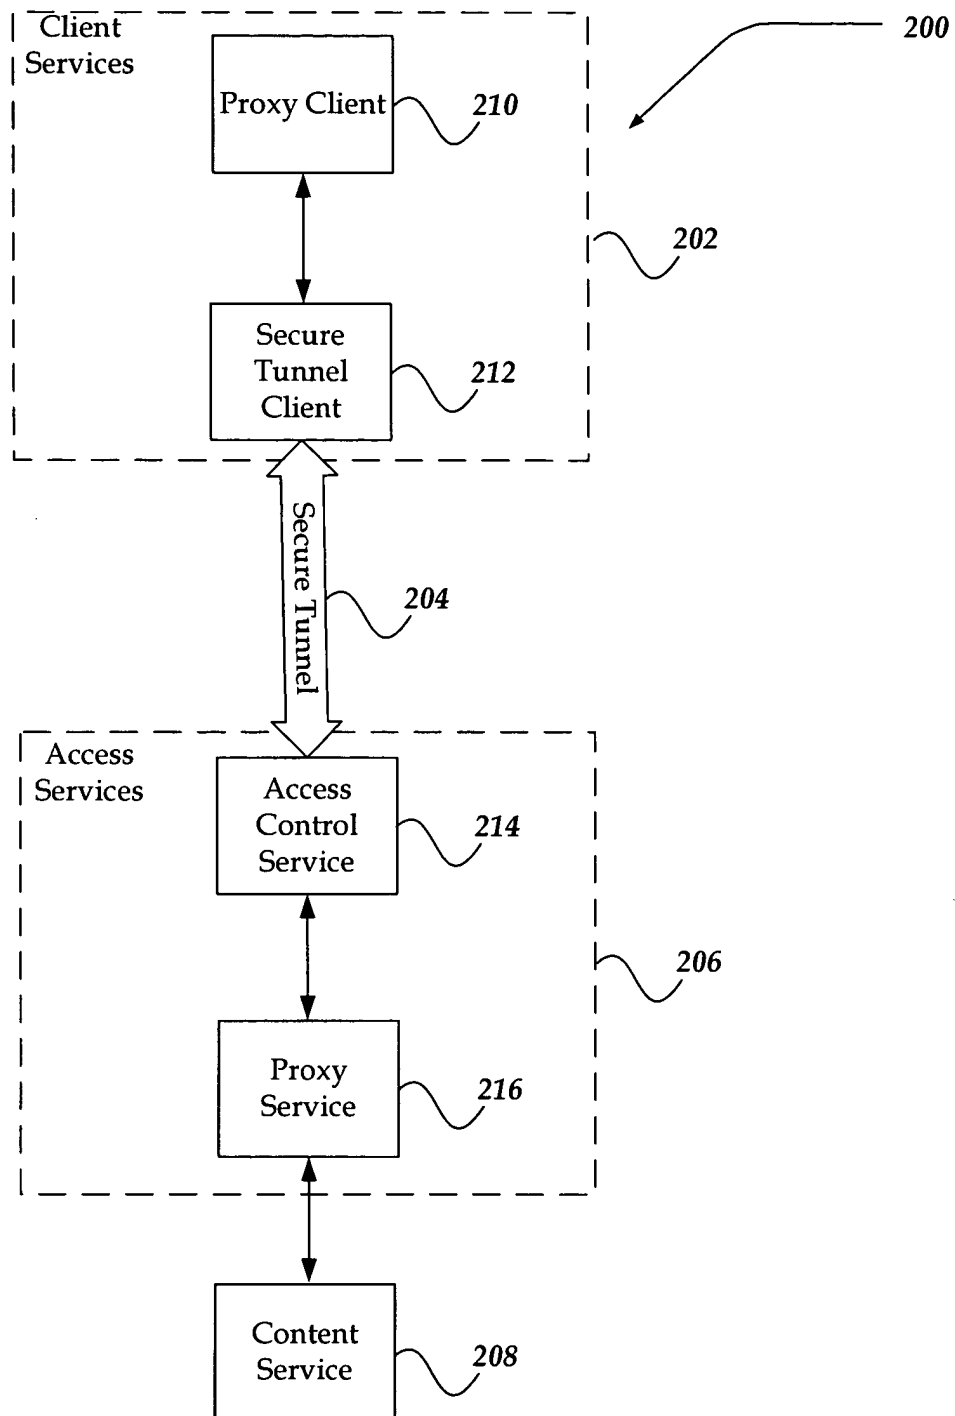 Client
Services
200
Proxy Client
210
202
Secure
Tunnel
Client
212
Secure Tunnel
204
Access
Services
Access
Control
Service
214
206
Proxy
Service
216
Content
Service
208